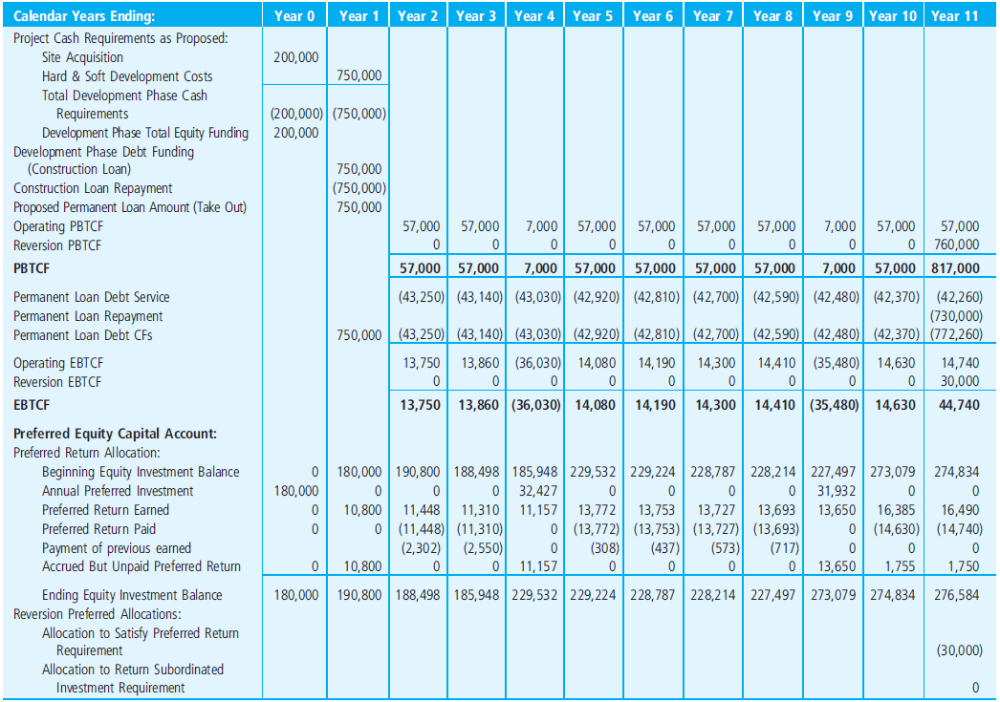 Calendar Years Ending: Year 0 Year 1 Year 2 Year 3 Year 4 Year 5 Year 6 Year 7 Year 8 Year 9 Year 10 Year 11
Project Cash Requirements as Proposed:
Site Acquisition 200,000
Hard & Soft Development Costs 750,000
Total Development Phase Cash
Requirements (200,000) (750,000)
Development Phase Total Equity Funding 200,000
Development Phase Debt Funding
(Construction Loan) 750,000
Construction Loan Repayment (750,000)
Proposed Permanent Loan Amount (Take Out) 750,000
Operating PBTCF 57,000 57,000 7,000 57,000 57,000 57,000 57,000 7,000 57,000 57,000
Reversion PBTCF 0 0 0 0 0 0 0 0 0 760,000
PBTCF 57,000 57,000 7,000 57,000 57,000 57,000 57,000 7,000 57,000 817,000
Permanent Loan Debt Service (43,250) (43,140) (43,030) (42,920) (42,810) (42,700) (42,590) (42,480) (42,370) (42,260)
Permanent Loan Repayment (730,000)
Permanent Loan Debt CFs 750,000 (43,250) (43,140) (43,030) (42,920) (42,810) (42,700) (42,590) (42,480) (42,370) (772,260)
Operating EBTCF 13,750 13,860 (36,030) 14,080 14,190 14,300 14,410 (35,480) 14,630 14,740
Reversion EBTCF 0 0 0 0 0 0 0 0 0 30,000
EBTCF 13,750 13,860 (36,030) 14,080 14,190 14,300 14,410 (35,480) 14,630 44,740
Preferred Equity Capital Account:
Preferred Return Allocation:
Beginning Equity Investment Balance 0 180,000 190,800 188,498 185,948 229,532 229,224 228,787 228,214 227,497 273,079 274,834
Annual Preferred Investment 180,000 0 0 0 32,427 0 0 0 0 31,932 0 0
Preferred Return Earned 0 10,800 11,448 11,310 11,157 13,772 13,753 13,727 13,693 13,650 16,385 16,490
Preferred Return Paid 0 0 (11,448) (11,310) 0 (13,772) (13,753) (13,727) (13,693) 0 (14,630) (14,740)
Payment of previous earned (2,302) (2,550) 0 (308) (437) (573) (717) 0 0 0
Accrued But Unpaid Preferred Return 0 10,800 0 0 11,157 0 0 0 0 13,650 1,755 1,750
Ending Equity Investment Balance 180,000 190,800 188,498 185,948 229,532 229,224 228,787 228,214 227,497 273,079 274,834 276,584
Reversion Preferred Allocations:
Allocation to Satisfy Preferred Return
Requirement (30,000)
Allocation to Return Subordinated
Investment Requirement 0